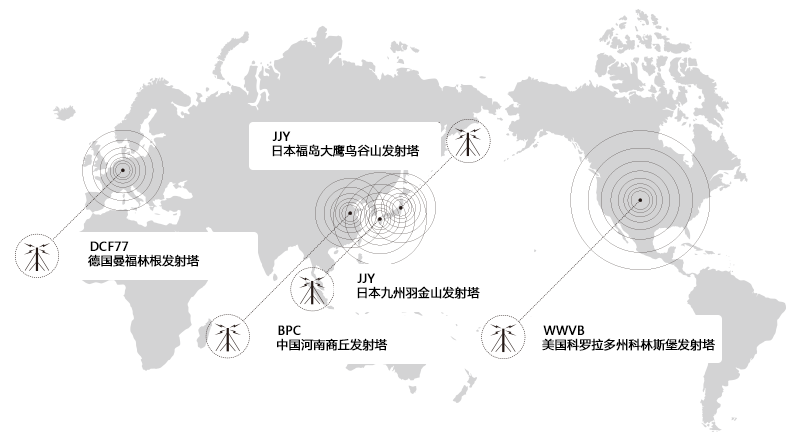 JJY
日本福岛大鹰鸟谷山发射塔
DCF77
德国曼福林根发射塔
JJY
日本九州羽金山发射塔
BPC
中国河南商丘发射塔
WWVB
美国科罗拉多州科林斯堡发射塔